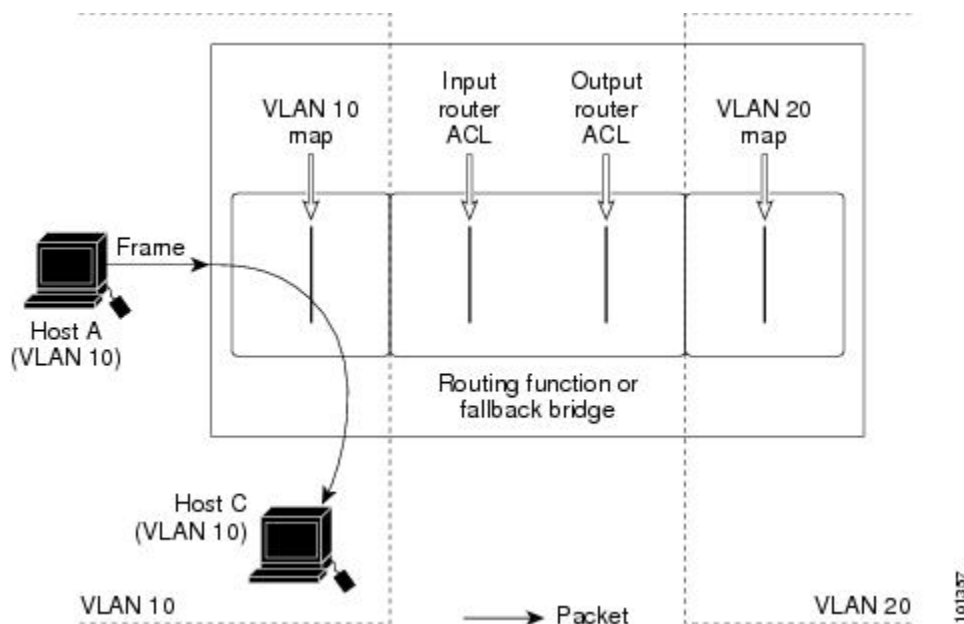 VLAN 10
map
Input
router
ACL
Output
router
ACL
VLAN 20
map
Frame
Host A
(VLAN 10)
Routing function or
fallback bridge
Host C
(VLAN 10)
VLAN 10
Packet
VLAN 20
101357